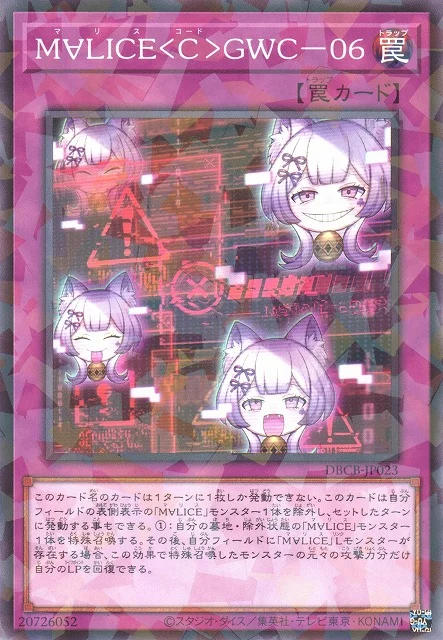 マリス コード
M∀LICE<C>GWC－06
トラップ
罠
トラップ
【罠カード】
DBCB-JP023
このカード名のカードは1ターンに1枚しか発動できない。このカードは自分
フィールドの表側表示の「M∀LICE」モンスター1体を除外し、セットしたターン
に発動する事もできる。①：自分の墓地・除外状態の「M∀LICE」モンスター
1体を特殊召喚する。その後、自分フィールドに「M∀LICE」Lモンスターが
存在する場合、この効果で特殊召喚したモンスターの元々の攻撃力分だけ
自分のLPを回復できる。
20726052
©スタジオ・ダイス／集英社・テレビ東京・KONAMI